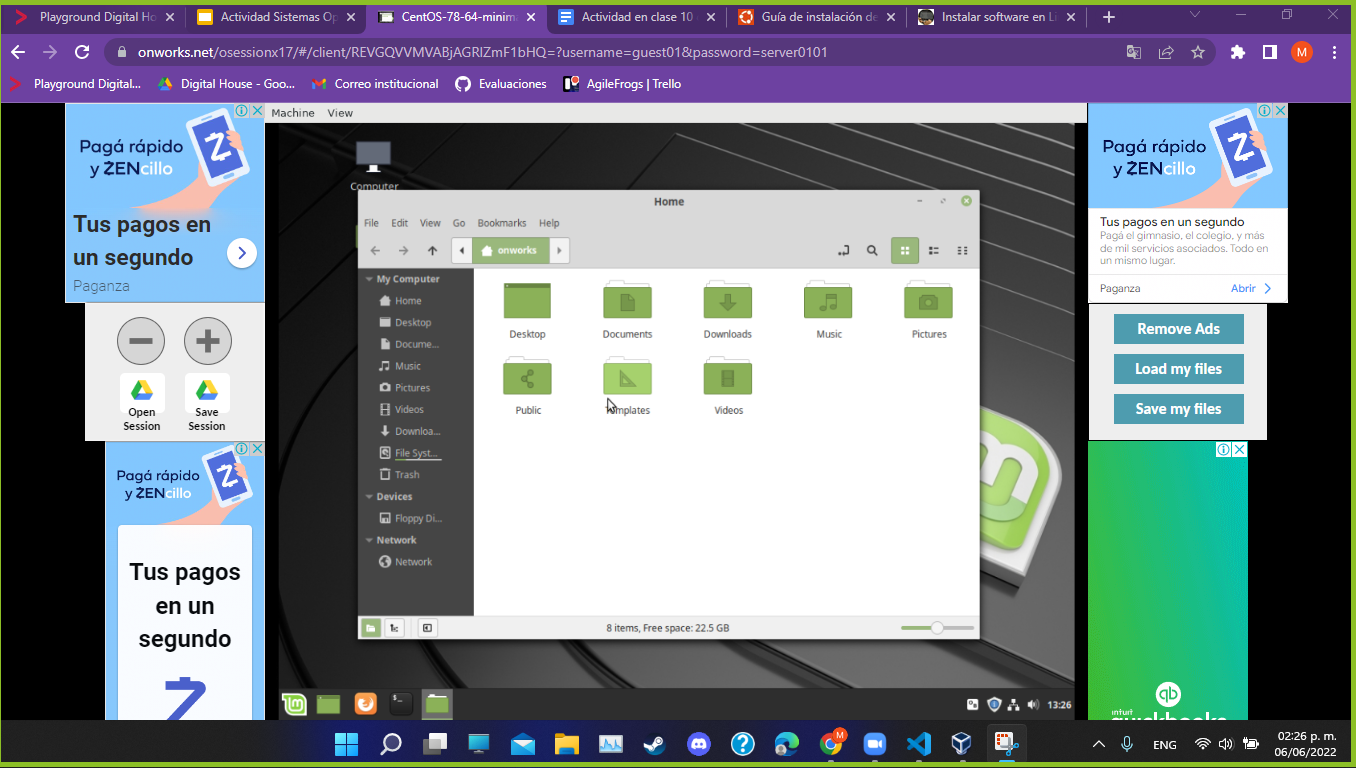 Playground Digital Ho
Actividad Sistemas Op
CentOS-78-64-minim
Actividad en clase 10
Guía de instalación de
Instalar software en Li
onworks.net/osessionx17/#/client/REVGQVVMVABjAGRlZmF1bHQ=?username=guest01&password=server0101
M
Playground Digital...
Digital House - Goo...
Correo institucional
Evaluaciones
AgileFrogs | Trello
Machine View
Pagá rápido
y ZENcillo
Tus pagos en
un segundo
Paganza
Open
Session
Save
Session
Pagá rápido
y ZENcillo
Tus pagos
en un
segundo
Computer
Home
File Edit View Go Bookmarks Help
onworks
My Computer
Home
Desktop
Docume...
Music
Pictures
Videos
Downloa...
File Syst...
Trash
Devices
Floppy Di...
Network
Network
Desktop
Documents
Downloads
Music
Pictures
Public
Templates
Videos
8 items, Free space: 22.5 GB
13:26
Pagá rápido
y ZENcillo
Tus pagos en un segundo
Pagá el gimnasio, el colegio, y más
de mil servicios asociados. Todo en
un mismo lugar.
Paganza
Abrir
Remove Ads
Load my files
Save my files
qb
intuit
quickbooks
M
ENG
02:26 p. m.
06/06/2022